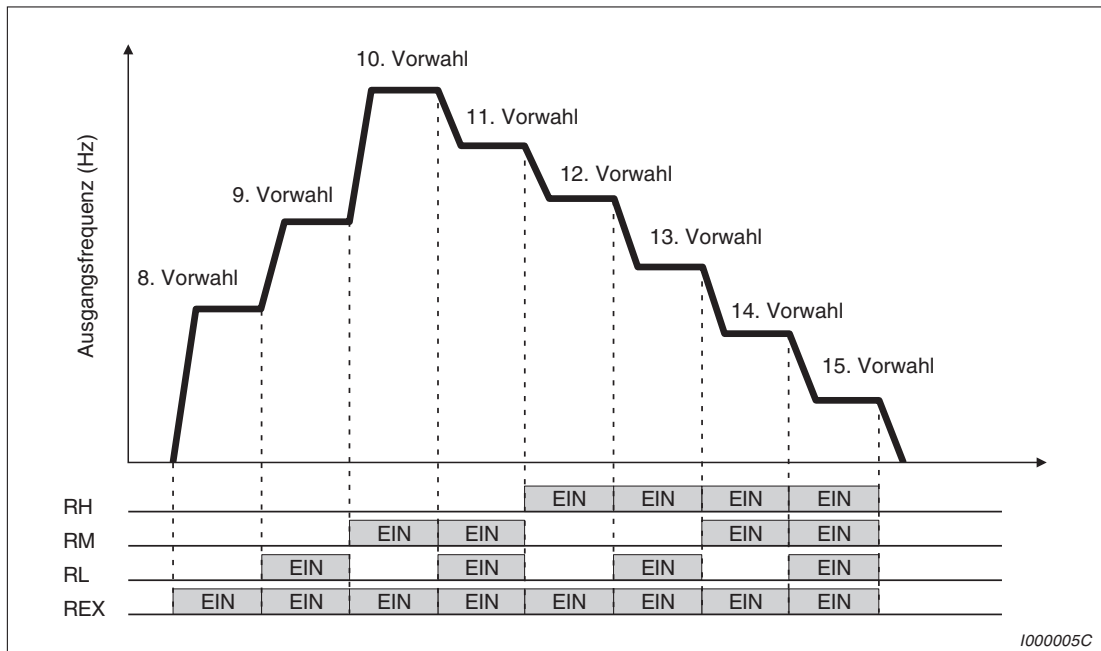 10. Vorwahl
11. Vorwahl
12. Vorwahl
9. Vorwahl
13. Vorwahl
8. Vorwahl
14. Vorwahl
15. Vorwahl
Ausgangsfrequenz (Hz)
RH EIN EIN EIN EIN
RM EIN EIN EIN EIN
RL EIN EIN EIN EIN
REX EIN EIN EIN EIN EIN EIN EIN EIN
I000005C